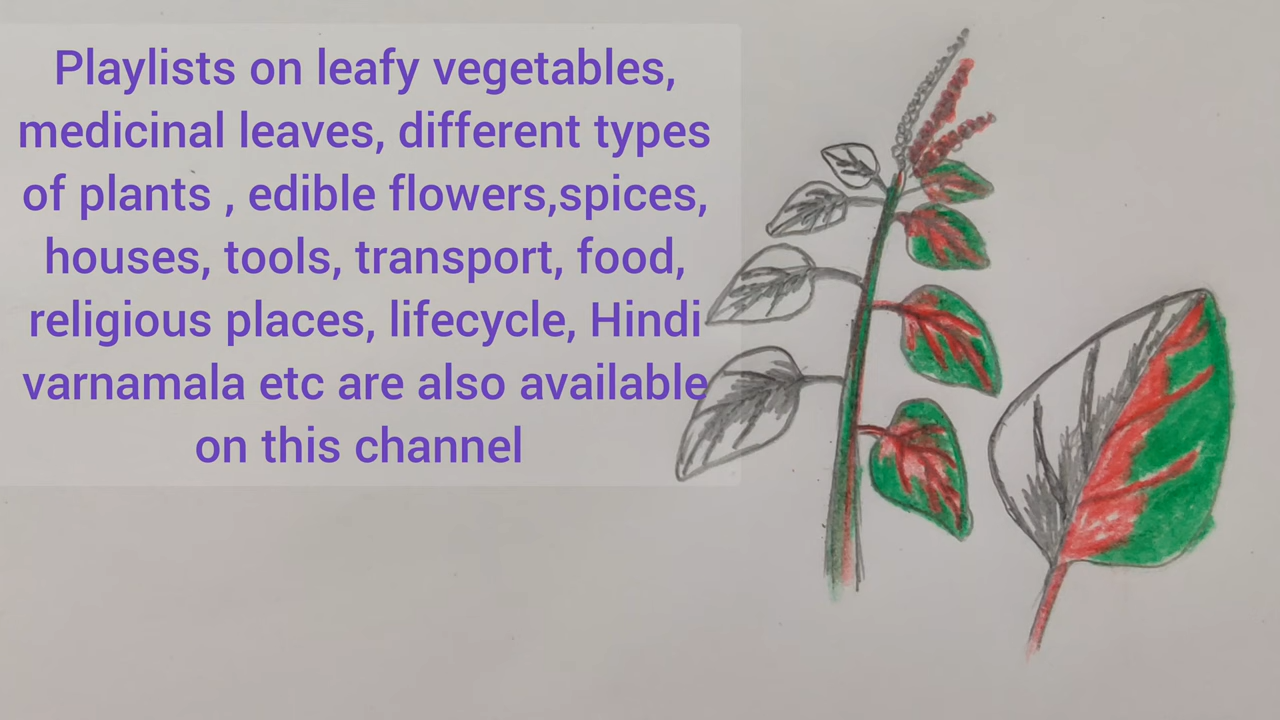 Playlists on leafy vegetables,
medicinal leaves, different types
of plants , edible flowers,spices,
houses, tools, transport, food,
religious places, lifecycle, Hindi
varnamala etc are also available
on this channel